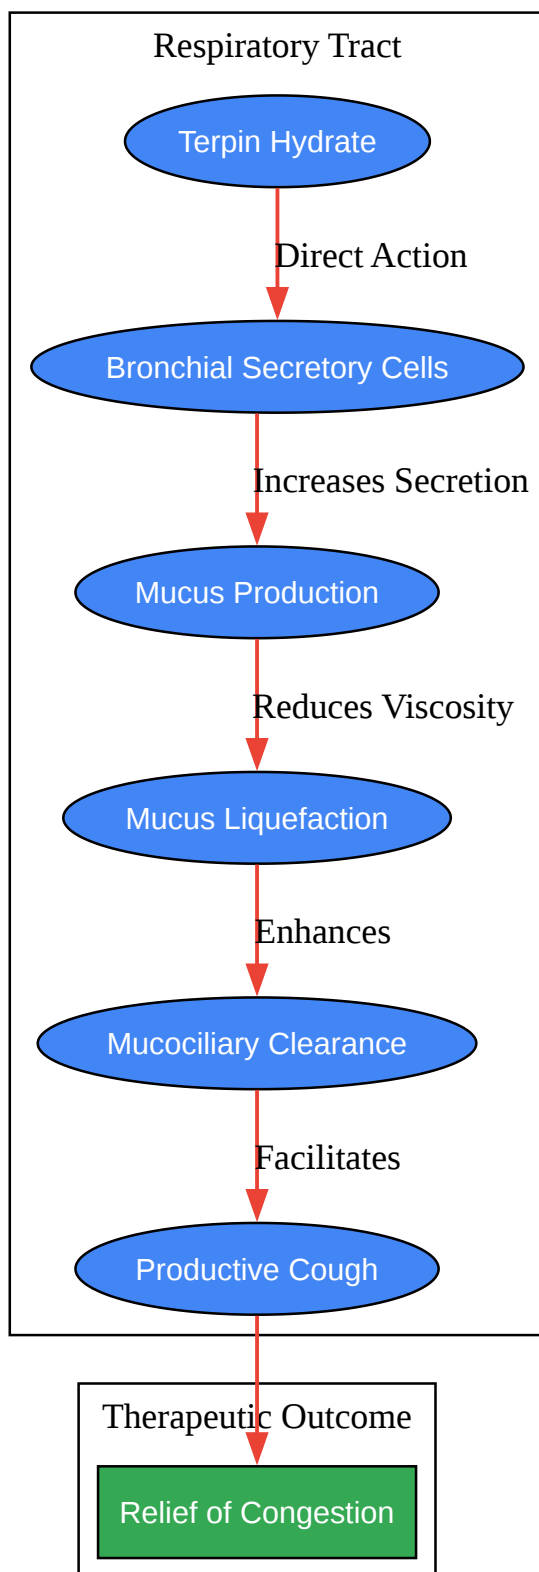 Respiratory Tract
Terpin Hydrate
Direct Action
Bronchial Secretory Cells
Increases Secretion
Mucus Production
Reduces Viscosity
Mucus Liquefaction
Enhances
Mucociliary Clearance
Facilitates
Productive Cough
Therapeutic Outcome
Relief of Congestion